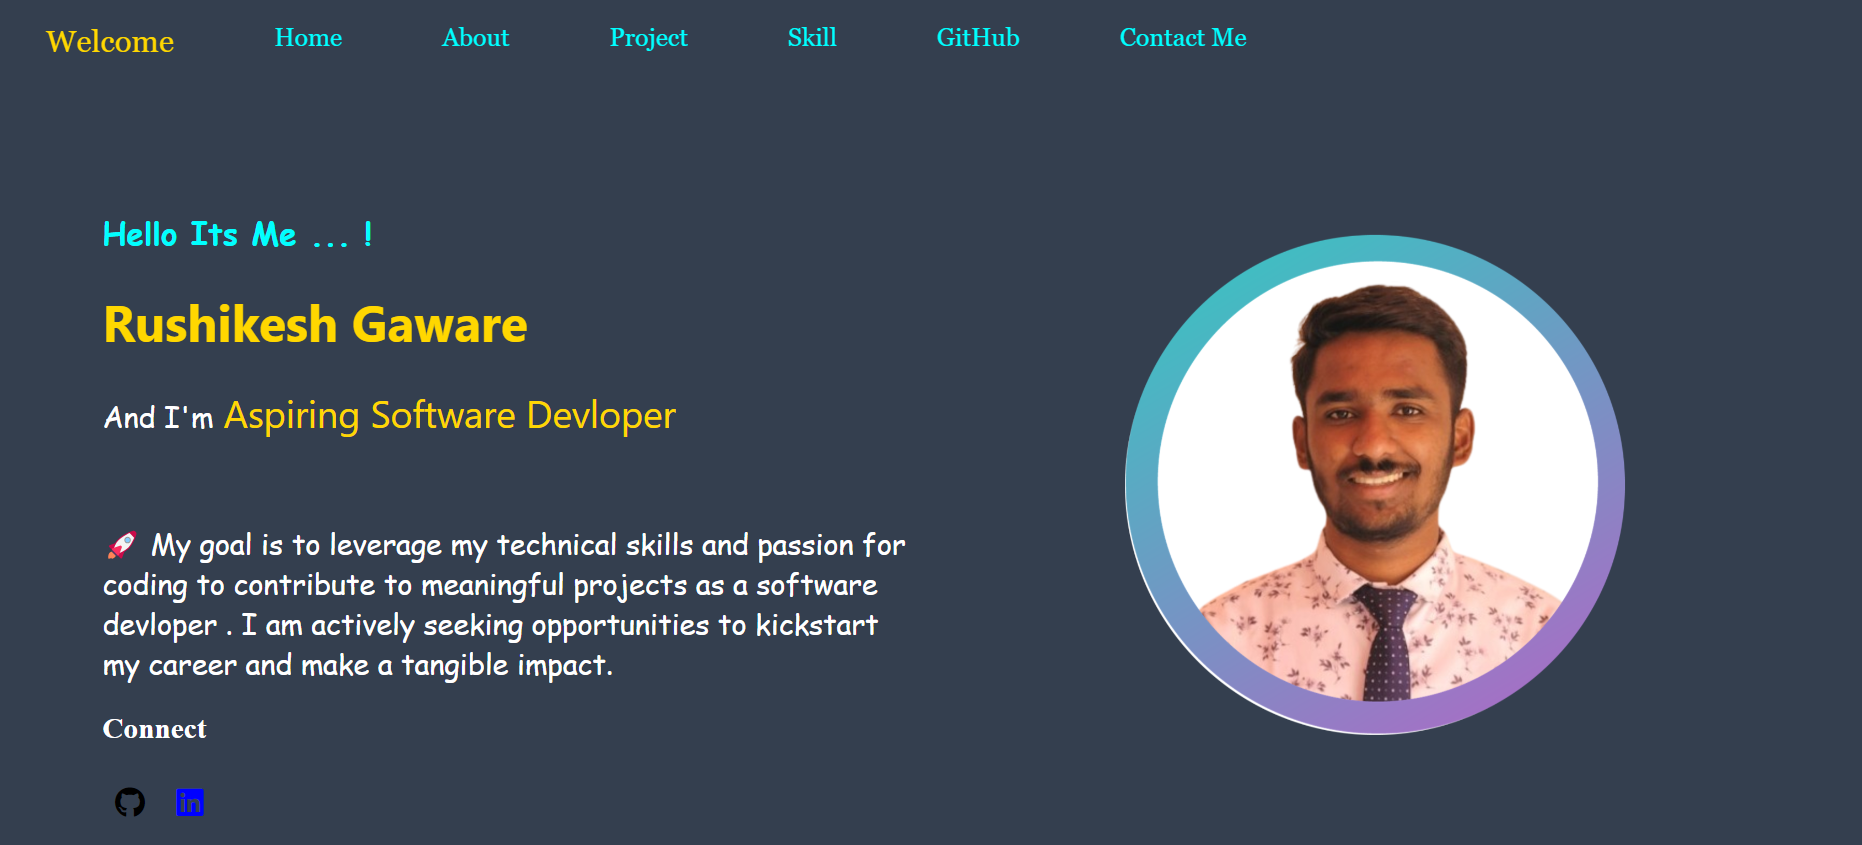 Welcome Home About Project Skill GitHub Contact Me
Hello Its Me ... !
Rushikesh Gaware
And I'm Aspiring Software Devloper
🚀 My goal is to leverage my technical skills and passion for
coding to contribute to meaningful projects as a software
devloper . I am actively seeking opportunities to kickstart
my career and make a tangible impact.
Connect
in